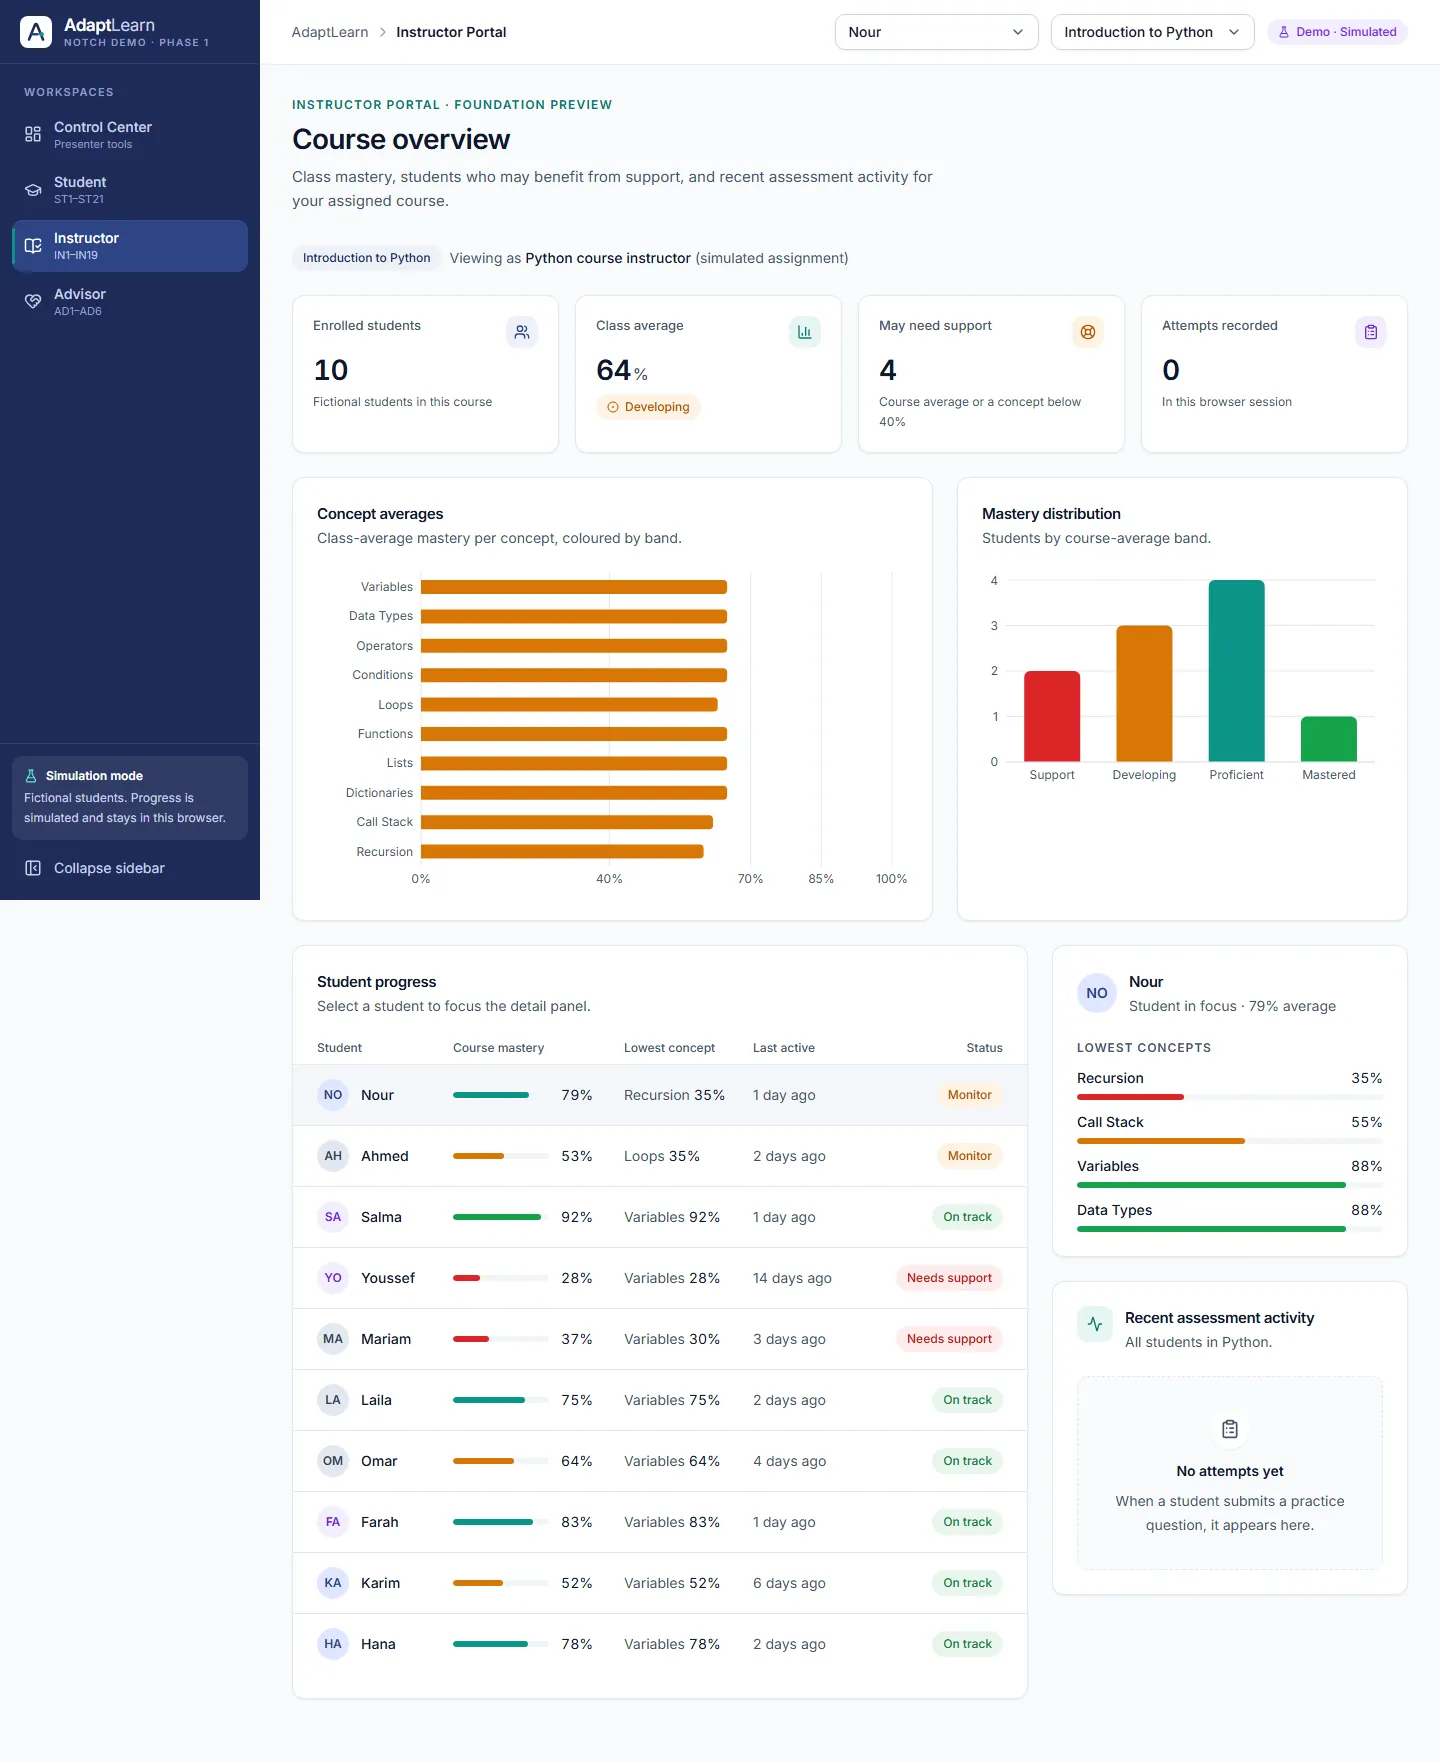 AdaptLearn
NOTCH DEMO · PHASE 1
WORKSPACES
Control Center
Presenter tools
Student
ST1–ST21
Instructor
IN1–IN19
Advisor
AD1–AD6
Simulation mode
Fictional students. Progress is
simulated and stays in this browser.
Collapse sidebar
AdaptLearn > Instructor Portal
Nour
Introduction to Python
Demo · Simulated
INSTRUCTOR PORTAL · FOUNDATION PREVIEW
Course overview
Class mastery, students who may benefit from support, and recent assessment activity for
your assigned course.
Introduction to Python Viewing as Python course instructor (simulated assignment)
Enrolled students
10
Fictional students in this course
Class average
64%
Developing
May need support
4
Course average or a concept below
40%
Attempts recorded
0
In this browser session
Concept averages
Class-average mastery per concept, coloured by band.
Variables
Data Types
Operators
Conditions
Loops
Functions
Lists
Dictionaries
Call Stack
Recursion
0% 40% 70% 85% 100%
Mastery distribution
Students by course-average band.
4
3
2
1
0
Support Developing Proficient Mastered
Student progress
Select a student to focus the detail panel.
Student Course mastery Lowest concept Last active Status
NO Nour 79% Recursion 35% 1 day ago Monitor
AH Ahmed 53% Loops 35% 2 days ago Monitor
SA Salma 92% Variables 92% 1 day ago On track
YO Youssef 28% Variables 28% 14 days ago Needs support
MA Mariam 37% Variables 30% 3 days ago Needs support
LA Laila 75% Variables 75% 2 days ago On track
OM Omar 64% Variables 64% 4 days ago On track
FA Farah 83% Variables 83% 1 day ago On track
KA Karim 52% Variables 52% 6 days ago On track
HA Hana 78% Variables 78% 2 days ago On track
NO
Nour
Student in focus · 79% average
LOWEST CONCEPTS
Recursion 35%
Call Stack 55%
Variables 88%
Data Types 88%
Recent assessment activity
All students in Python.
No attempts yet
When a student submits a practice
question, it appears here.